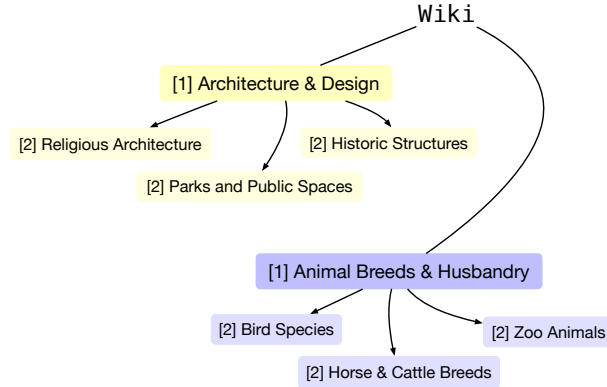 Wiki
[1] Architecture & Design
[2] Religious Architecture
[2] Historic Structures
[2] Parks and Public Spaces
[1] Animal Breeds & Husbandry
[2] Bird Species
[2] Zoo Animals
[2] Horse & Cattle Breeds